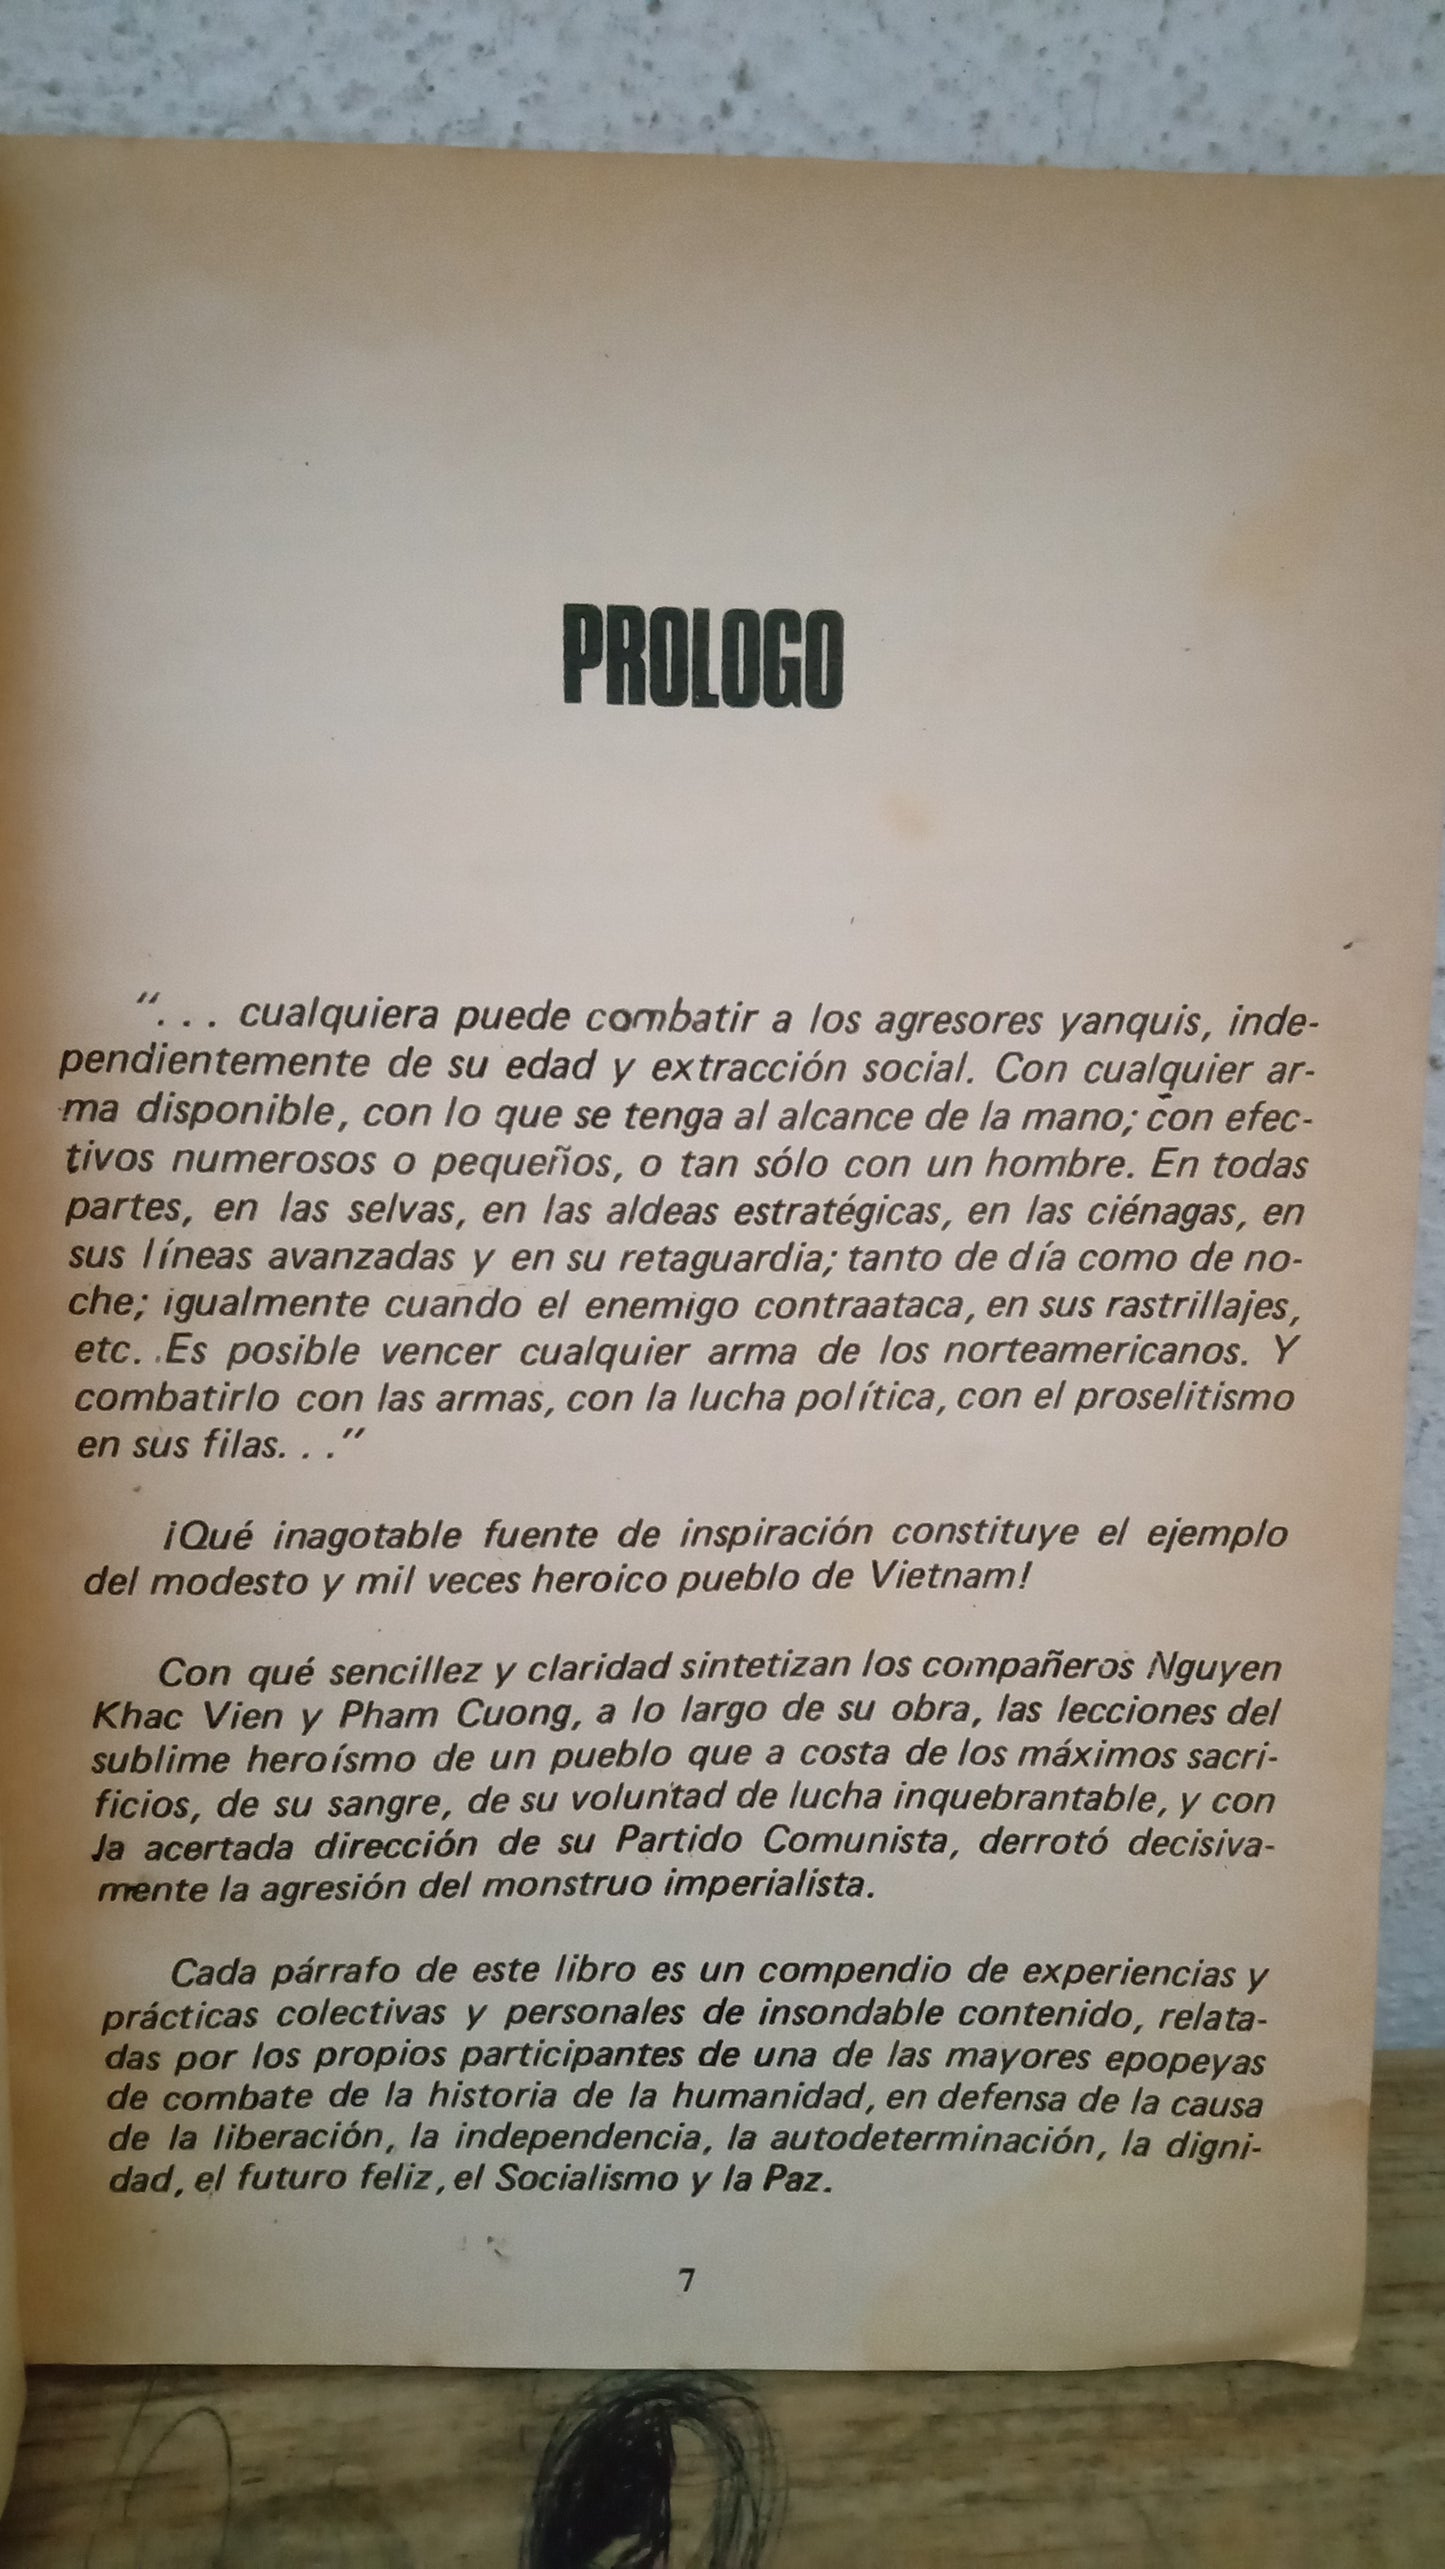 PROLOGO
“. . . cualquiera puede combatir a los agresores yanquis, inde-
pendientemente de su edad y extracción social. Con cualquier ar-
ma disponible, con lo que se tenga al alcance de la mano; con efec-
tivos numerosos o pequeños, o tan sólo con un hombre. En todas
partes, en las selvas, en las aldeas estratégicas, en las ciénagas, en
sus líneas avanzadas y en su retaguardia; tanto de día como de no-
che; igualmente cuando el enemigo contraataca, en sus rastrillajes,
etc. .Es posible vencer cualquier arma de los norteamericanos. Y
combatirlo con las armas, con la lucha política, con el proselitismo
en sus filas. . .”
¡Qué inagotable fuente de inspiración constituye el ejemplo
del modesto y mil veces heroico pueblo de Vietnam!
Con qué sencillez y claridad sintetizan los compañeros Nguyen
Khac Vien y Pham Cuong, a lo largo de su obra, las lecciones del
sublime heroísmo de un pueblo que a costa de los máximos sacri-
ficios, de su sangre, de su voluntad de lucha inquebrantable, y con
la acertada dirección de su Partido Comunista, derrotó decisiva-
mente la agresión del monstruo imperialista.
Cada párrafo de este libro es un compendio de experiencias y
prácticas colectivas y personales de insondable contenido, relata-
das por los propios participantes de una de las mayores epopeyas
de combate de la historia de la humanidad, en defensa de la causa
de la liberación, la independencia, la autodeterminación, la digni-
dad, el futuro feliz, el Socialismo y la Paz.
7